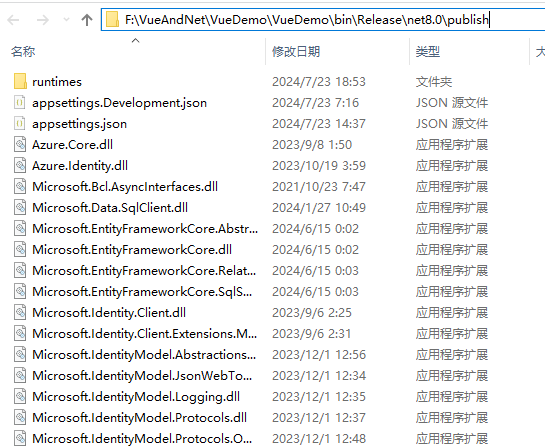 F:\VueAndNet\VueDemo\VueDemo\bin\Release\net8.0\publish
名称 修改日期 类型
runtimes 2024/7/23 18:53 文件夹
appsettings.Development.json 2024/7/23 7:16 JSON 源文件
appsettings.json 2024/7/23 14:37 JSON 源文件
Azure.Core.dll 2023/9/8 1:50 应用程序扩展
Azure.Identity.dll 2023/10/19 3:59 应用程序扩展
Microsoft.Bcl.AsyncInterfaces.dll 2021/10/23 7:47 应用程序扩展
Microsoft.Data.SqlClient.dll 2024/1/27 10:49 应用程序扩展
Microsoft.EntityFrameworkCore.Abstr... 2024/6/15 0:02 应用程序扩展
Microsoft.EntityFrameworkCore.dll 2024/6/15 0:02 应用程序扩展
Microsoft.EntityFrameworkCore.Relat... 2024/6/15 0:03 应用程序扩展
Microsoft.EntityFrameworkCore.SqlS... 2024/6/15 0:03 应用程序扩展
Microsoft.Identity.Client.dll 2023/9/6 2:25 应用程序扩展
Microsoft.Identity.Client.Extensions.M... 2023/9/6 2:31 应用程序扩展
Microsoft.IdentityModel.Abstractions... 2023/12/1 12:56 应用程序扩展
Microsoft.IdentityModel.JsonWebTo... 2023/12/1 12:34 应用程序扩展
Microsoft.IdentityModel.Logging.dll 2023/12/1 12:35 应用程序扩展
Microsoft.IdentityModel.Protocols.dll 2023/12/1 12:37 应用程序扩展
Microsoft.IdentityModel.Protocols.O... 2023/12/1 12:48 应用程序扩展